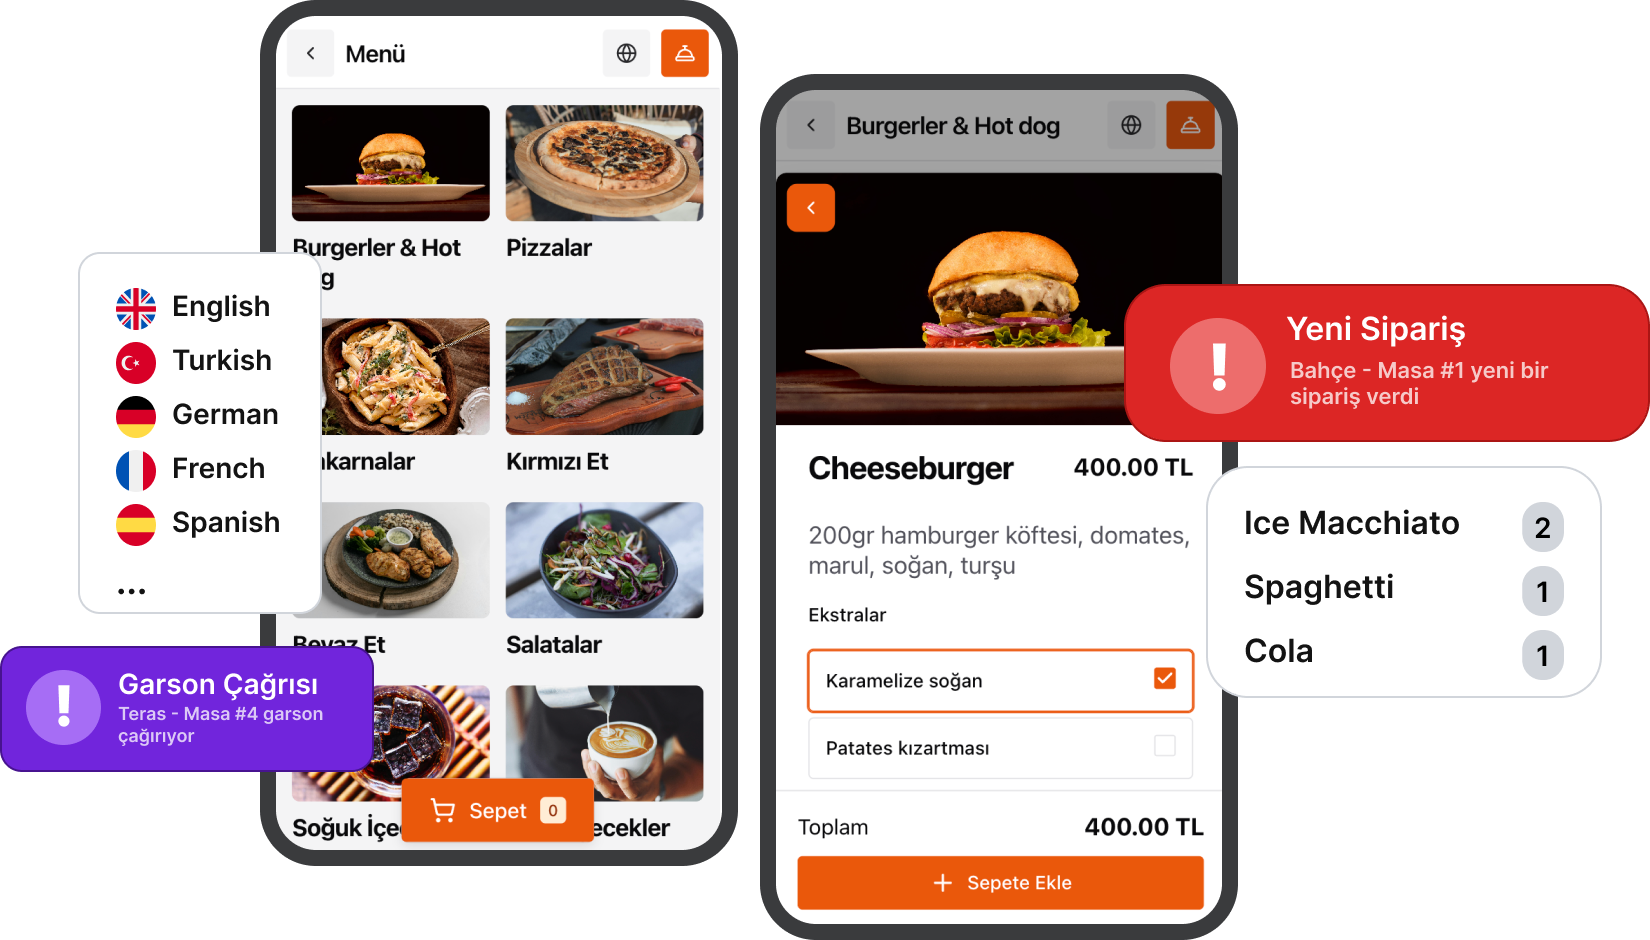 Menü
Burgerler & Hot
g
Pizzalar
karnalar
Kırmızı Et
Beyaz Et
Salatalar
Soğuk İçe
ecekler
Sepet 0
English
Turkish
German
French
Spanish
...
Garson Çağrısı
Teras - Masa #4 garson
çağırıyor
Burgerler & Hot dog
Cheeseburger 400.00 TL
200gr hamburger köftesi, domates,
marul, soğan, turşu
Ekstralar
Karamelize soğan
Patates kızartması
Toplam 400.00 TL
Sepete Ekle
Yeni Sipariş
Bahçe - Masa #1 yeni bir
sipariş verdi
Ice Macchiato 2
Spaghetti 1
Cola 1